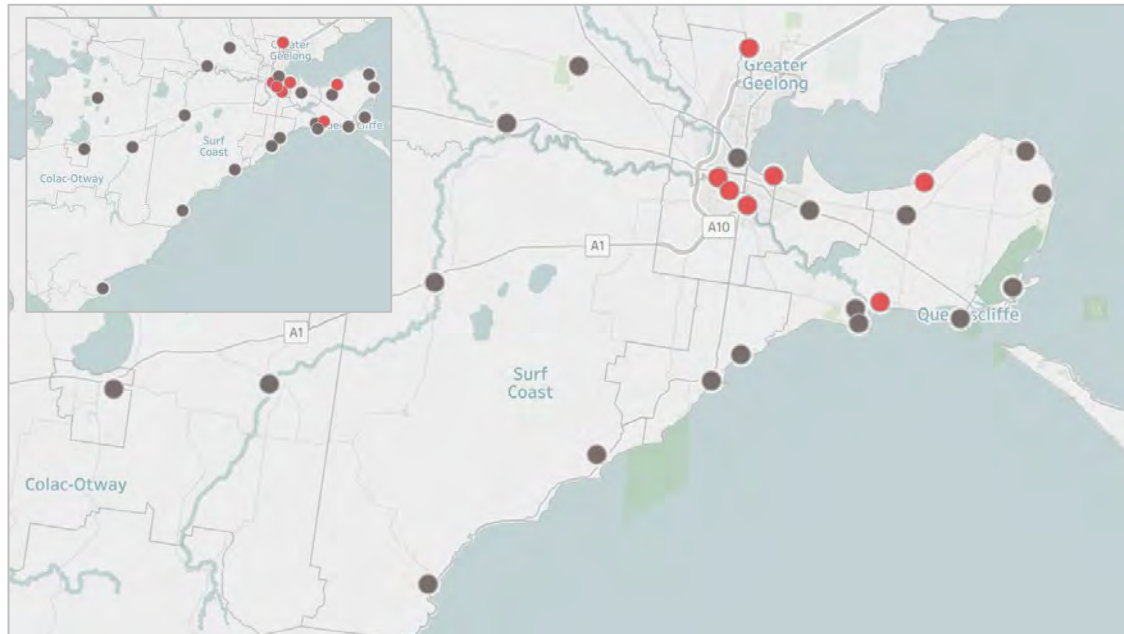 Greater
Geelong
Surf
Coast
Colac-Otway
Greater
Geelong
A10
A1
Queenscliffe
A1
Surf
Coast
Colac-Otway